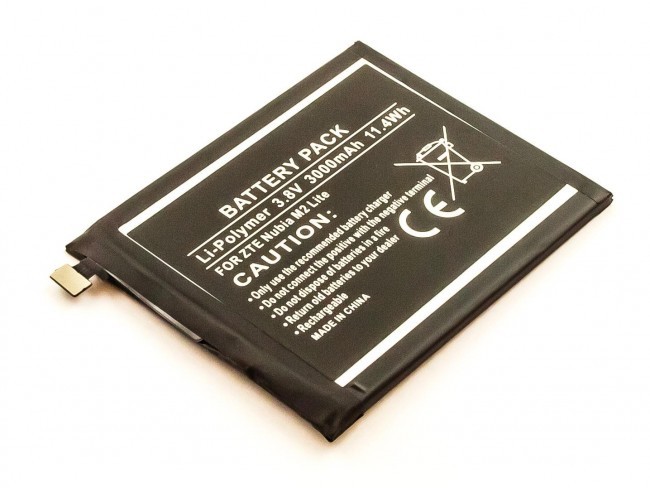 BATTERY PACK
Li-Polymer 3.8V 3000mAh 11.4Wh
FOR ZTE Nubia M2 Lite
CAUTION:
• Only use the recommended battery charger
• Do not connect the positive with the negative terminal
• Do not dispose of batteries in a fire
• Return old batteries to where
• Rechargeable
MADE IN CHINA
CE